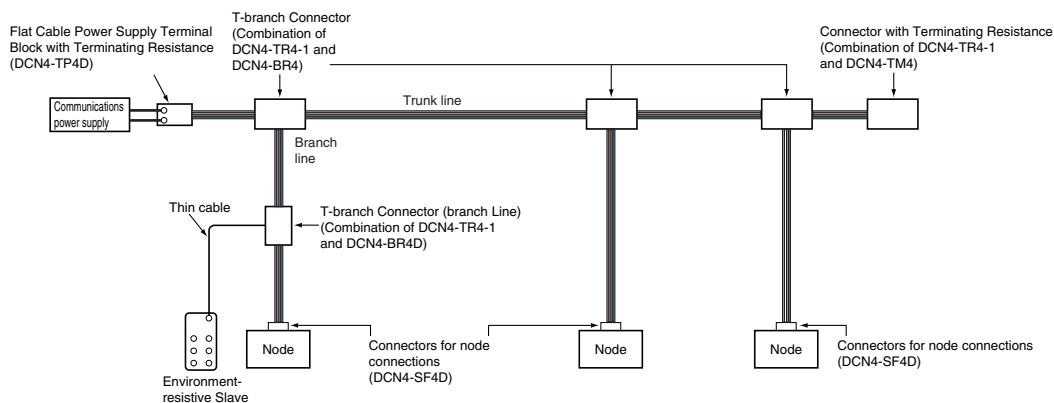 Flat Cable Power Supply Terminal
Block with Terminating Resistance
(DCN4-TP4D)
T-branch Connector
(Combination of
DCN4-TR4-1 and
DCN4-BR4)
Connector with Terminating Resistance
(Combination of DCN4-TR4-1
and DCN4-TM4)
Communications
power supply
Trunk line
Branch
line
Thin cable
T-branch Connector (branch Line)
(Combination of DCN4-TR4-1
and DCN4-BR4D)
Node
Connectors for node
connections
(DCN4-SF4D)
Node
Node
Connectors for node connections
(DCN4-SF4D)
Environment-
resistive Slave